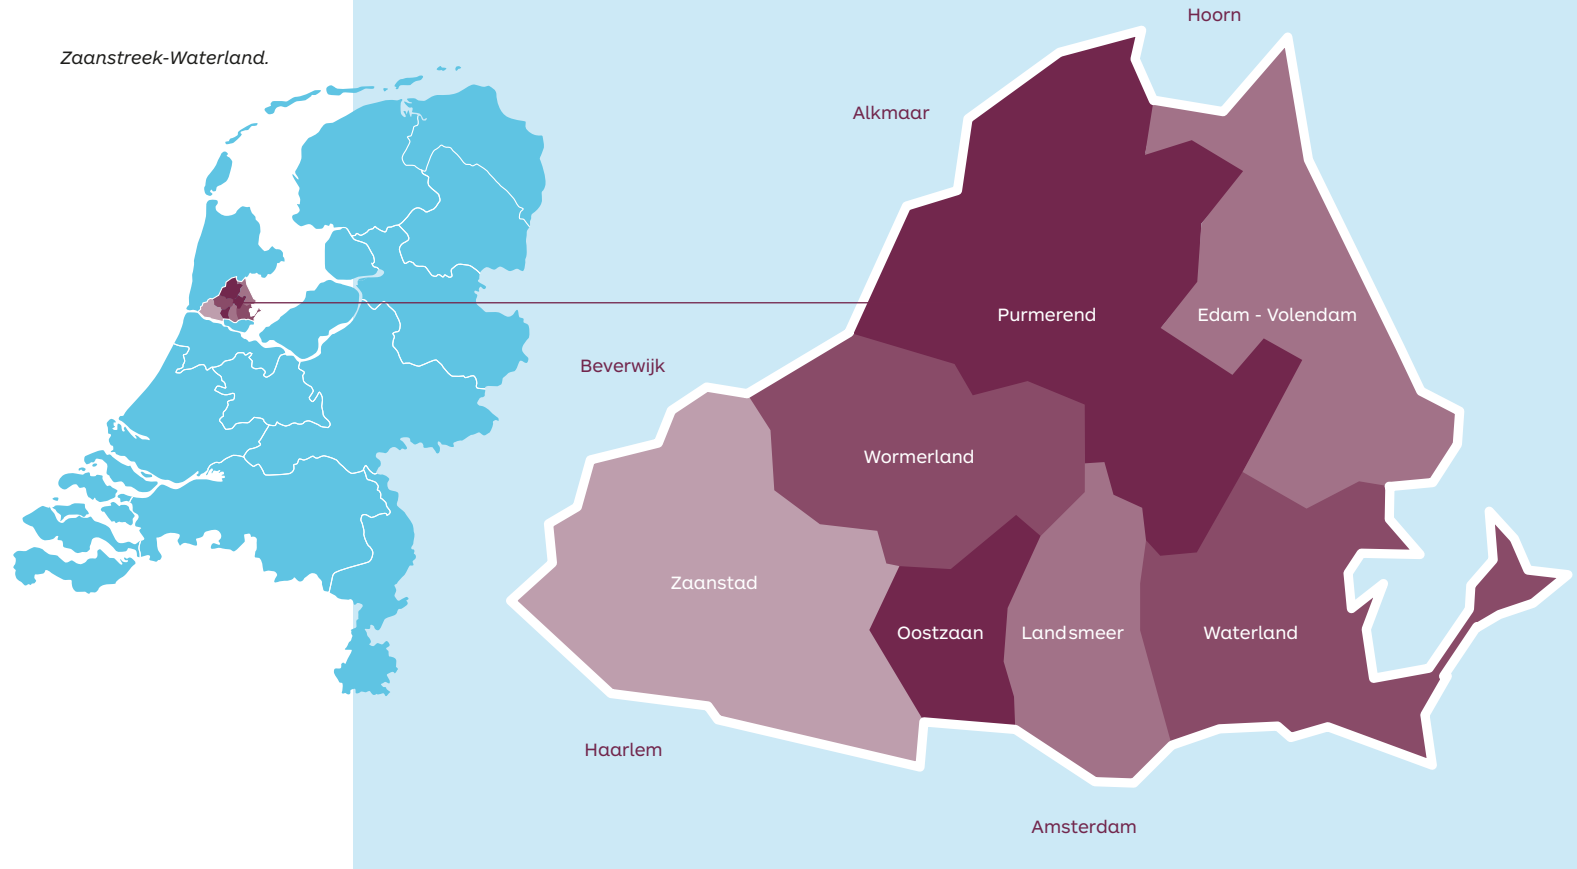 Zaanstreek-Waterland.
Hoorn
Alkmaar
Purmerend
Edam - Volendam
Beverwijk
Wormerland
Zaanstad
Oostzaan
Landsmeer
Waterland
Haarlem
Amsterdam